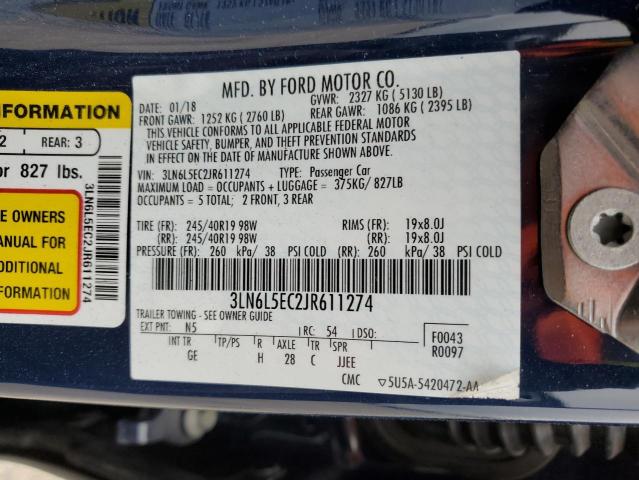 INFORMATION
2 REAR: 3
or 827 lbs.
E OWNERS
ANUAL FOR
ADDITIONAL
FORMATION
3LN6L5EC2JR611274
MFD. BY FORD MOTOR CO.
DATE: 01/18 GVWR: 2327 KG ( 5130 LB)
FRONT GAWR: 1252 KG ( 2760 LB) REAR GAWR: 1086 KG ( 2395 LB)
THIS VEHICLE CONFORMS TO ALL APPLICABLE FEDERAL MOTOR
VEHICLE SAFETY, BUMPER, AND THEFT PREVENTION STANDARDS
IN EFFECT ON THE DATE OF MANUFACTURE SHOWN ABOVE.
VIN: 3LN6L5EC2JR611274 TYPE: Passenger Car
MAXIMUM LOAD = OCCUPANTS + LUGGAGE = 375KG/ 827LB
OCCUPANTS = 5 TOTAL; 2 FRONT, 3 REAR
TIRE (FR): 245/40R19 98W RIMS (FR): 19x8.0J
(RR): 245/40R19 98W (RR): 19x8.0J
PRESSURE (FR): 260 kPa/ 38 PSI COLD (RR): 260 kPa/ 38 PSI COLD
3LN6L5EC2JR611274
TRAILER TOWING - SEE OWNER GUIDE
EXT PNT: N5 RC: 54 DSO: F0043
INT TR TP/PS R AXLE TR SPR R0097
GE H 28 C JJEE
CMC 5U5A-5420472-AA